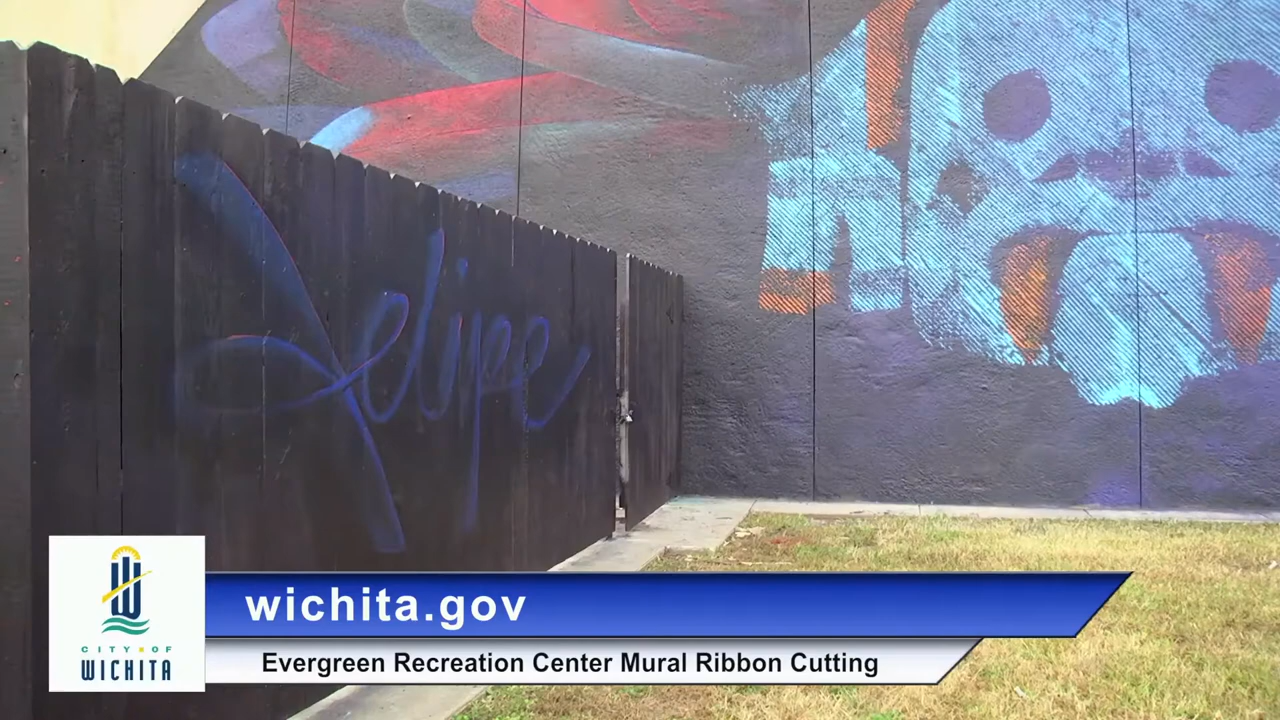 Felipe
wichita.gov
CITY OF
WICHITA
Evergreen Recreation Center Mural Ribbon Cutting